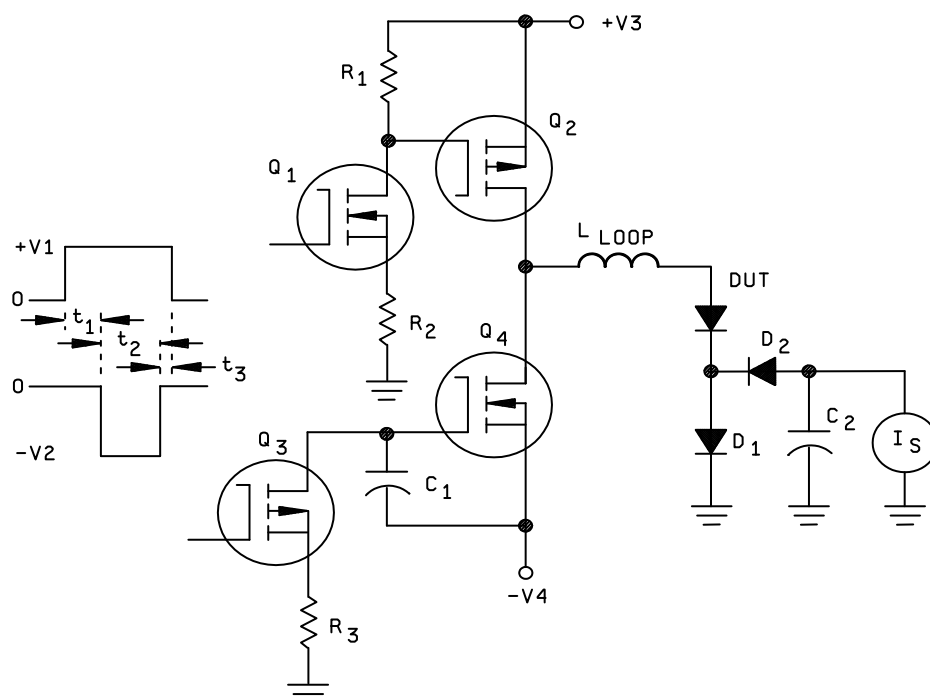 +V3
R1
Q2
Q1
+V1
L LOOP
DUT
0
t1
R2
t2
Q4
D2
t3
0
C2
IS
-V2
Q3
D1
C1
-V4
R3